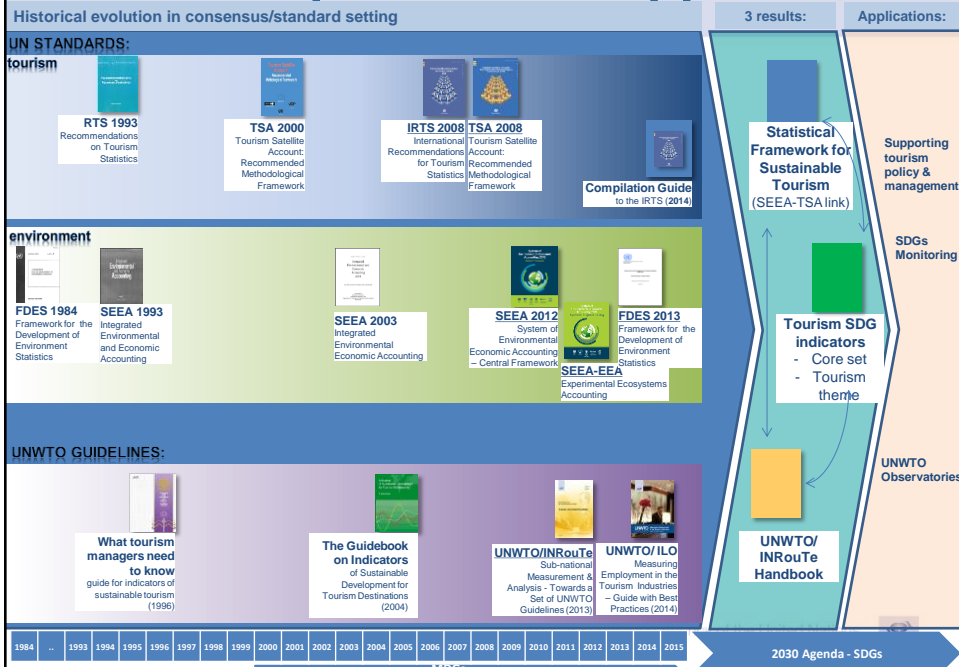 Historical evolution in consensus/standard setting
3 results:
Applications:
UN STANDARDS:
tourism
RTS 1993
Recommendations
on Tourism
Statistics
TSA 2000
Tourism Satellite
Account:
Recommended
Methodological
Framework
IRTS 2008
International
Recommendations
for Tourism
Statistics
TSA 2008
Tourism Satellite
Account:
Recommended
Methodological
Framework
Compilation Guide
to the IRTS (2014)
environment
FDES 1984
Framework for the
Development of
Environment
Statistics
SEEA 1993
Integrated
Environmental
and Economic
Accounting
SEEA 2003
Integrated
Environmental
Economic Accounting
SEEA 2012
System of
Environmental
Economic Accounting
– Central Framework
SEEA-EEA
Experimental Ecosystems
Accounting
FDES 2013
Framework for the
Development of
Environment
Statistics
UNWTO GUIDELINES:
What tourism
managers need
to know
guide for indicators of
sustainable tourism
(1996)
The Guidebook
on Indicators
of Sustainable
Development for
Tourism Destinations
(2004)
UNWTO/INRouTe
Sub-national
Measurement &
Analysis - Towards a
Set of UNWTO
Guidelines (2013)
UNWTO/ ILO
Measuring
Employment in the
Tourism Industries
– Guide with Best
Practices (2014)
Statistical
Framework for
Sustainable
Tourism
(SEEA-TSA link)
Tourism SDG
indicators
- Core set
- Tourism
theme
UNWTO/
INRouTe
Handbook
Supporting
tourism
policy &
management
SDGs
Monitoring
UNWTO
Observatories
1984 .. 1993 1994 1995 1996 1997 1998 1999 2000 2001 2002 2003 2004 2005 2006 2007 2008 2009 2010 2011 2012 2013 2014 2015
2030 Agenda - SDGs